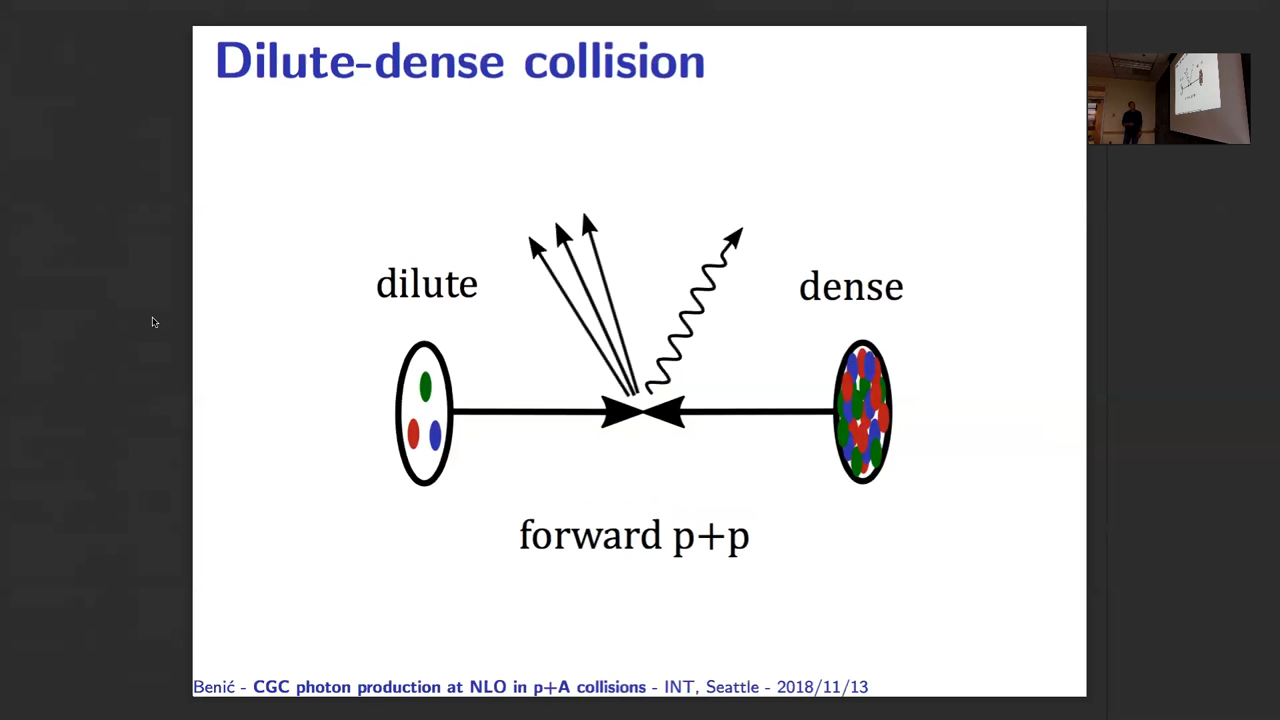 Dilute-dense collision
dilute
dense
forward p+p
Benić - CGC photon production at NLO in p+A collisions - INT, Seattle - 2018/11/13